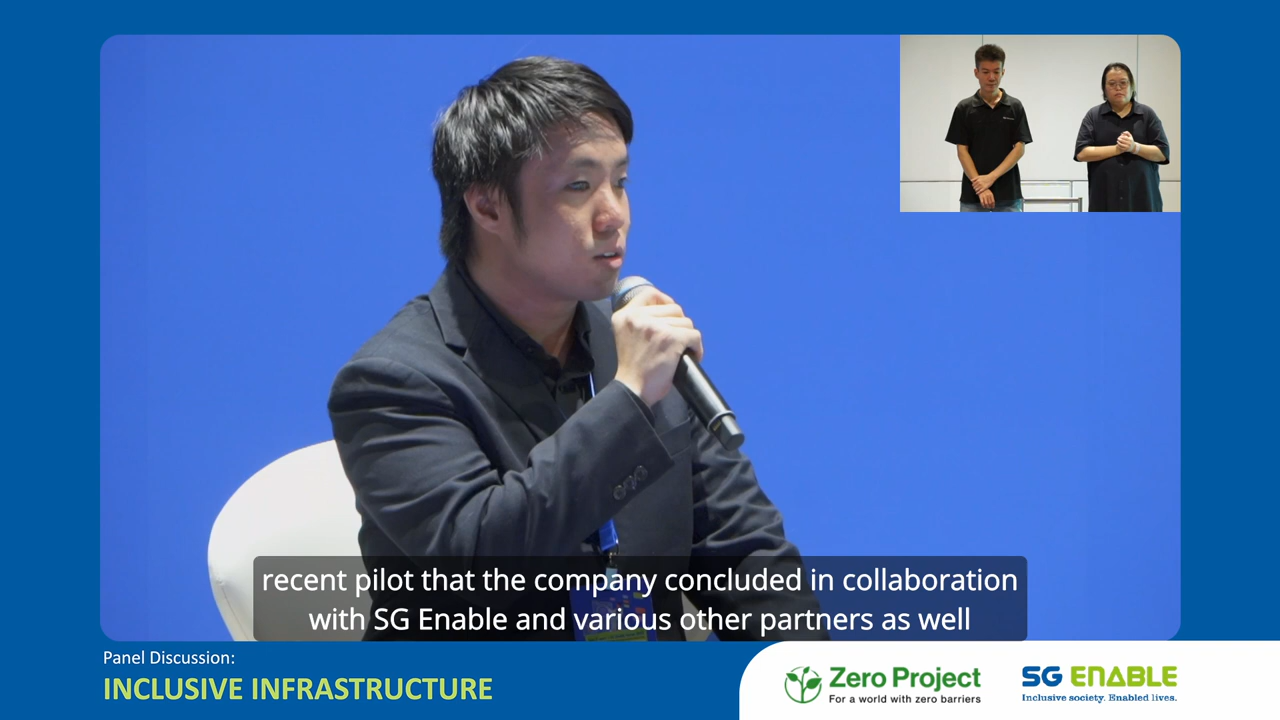 recent pilot that the company concluded in collaboration
with SG Enable and various other partners as well
Panel Discussion:
INCLUSIVE INFRASTRUCTURE
Zero Project
For a world with zero barriers
SG ENABLE
Inclusive society. Enabled lives.